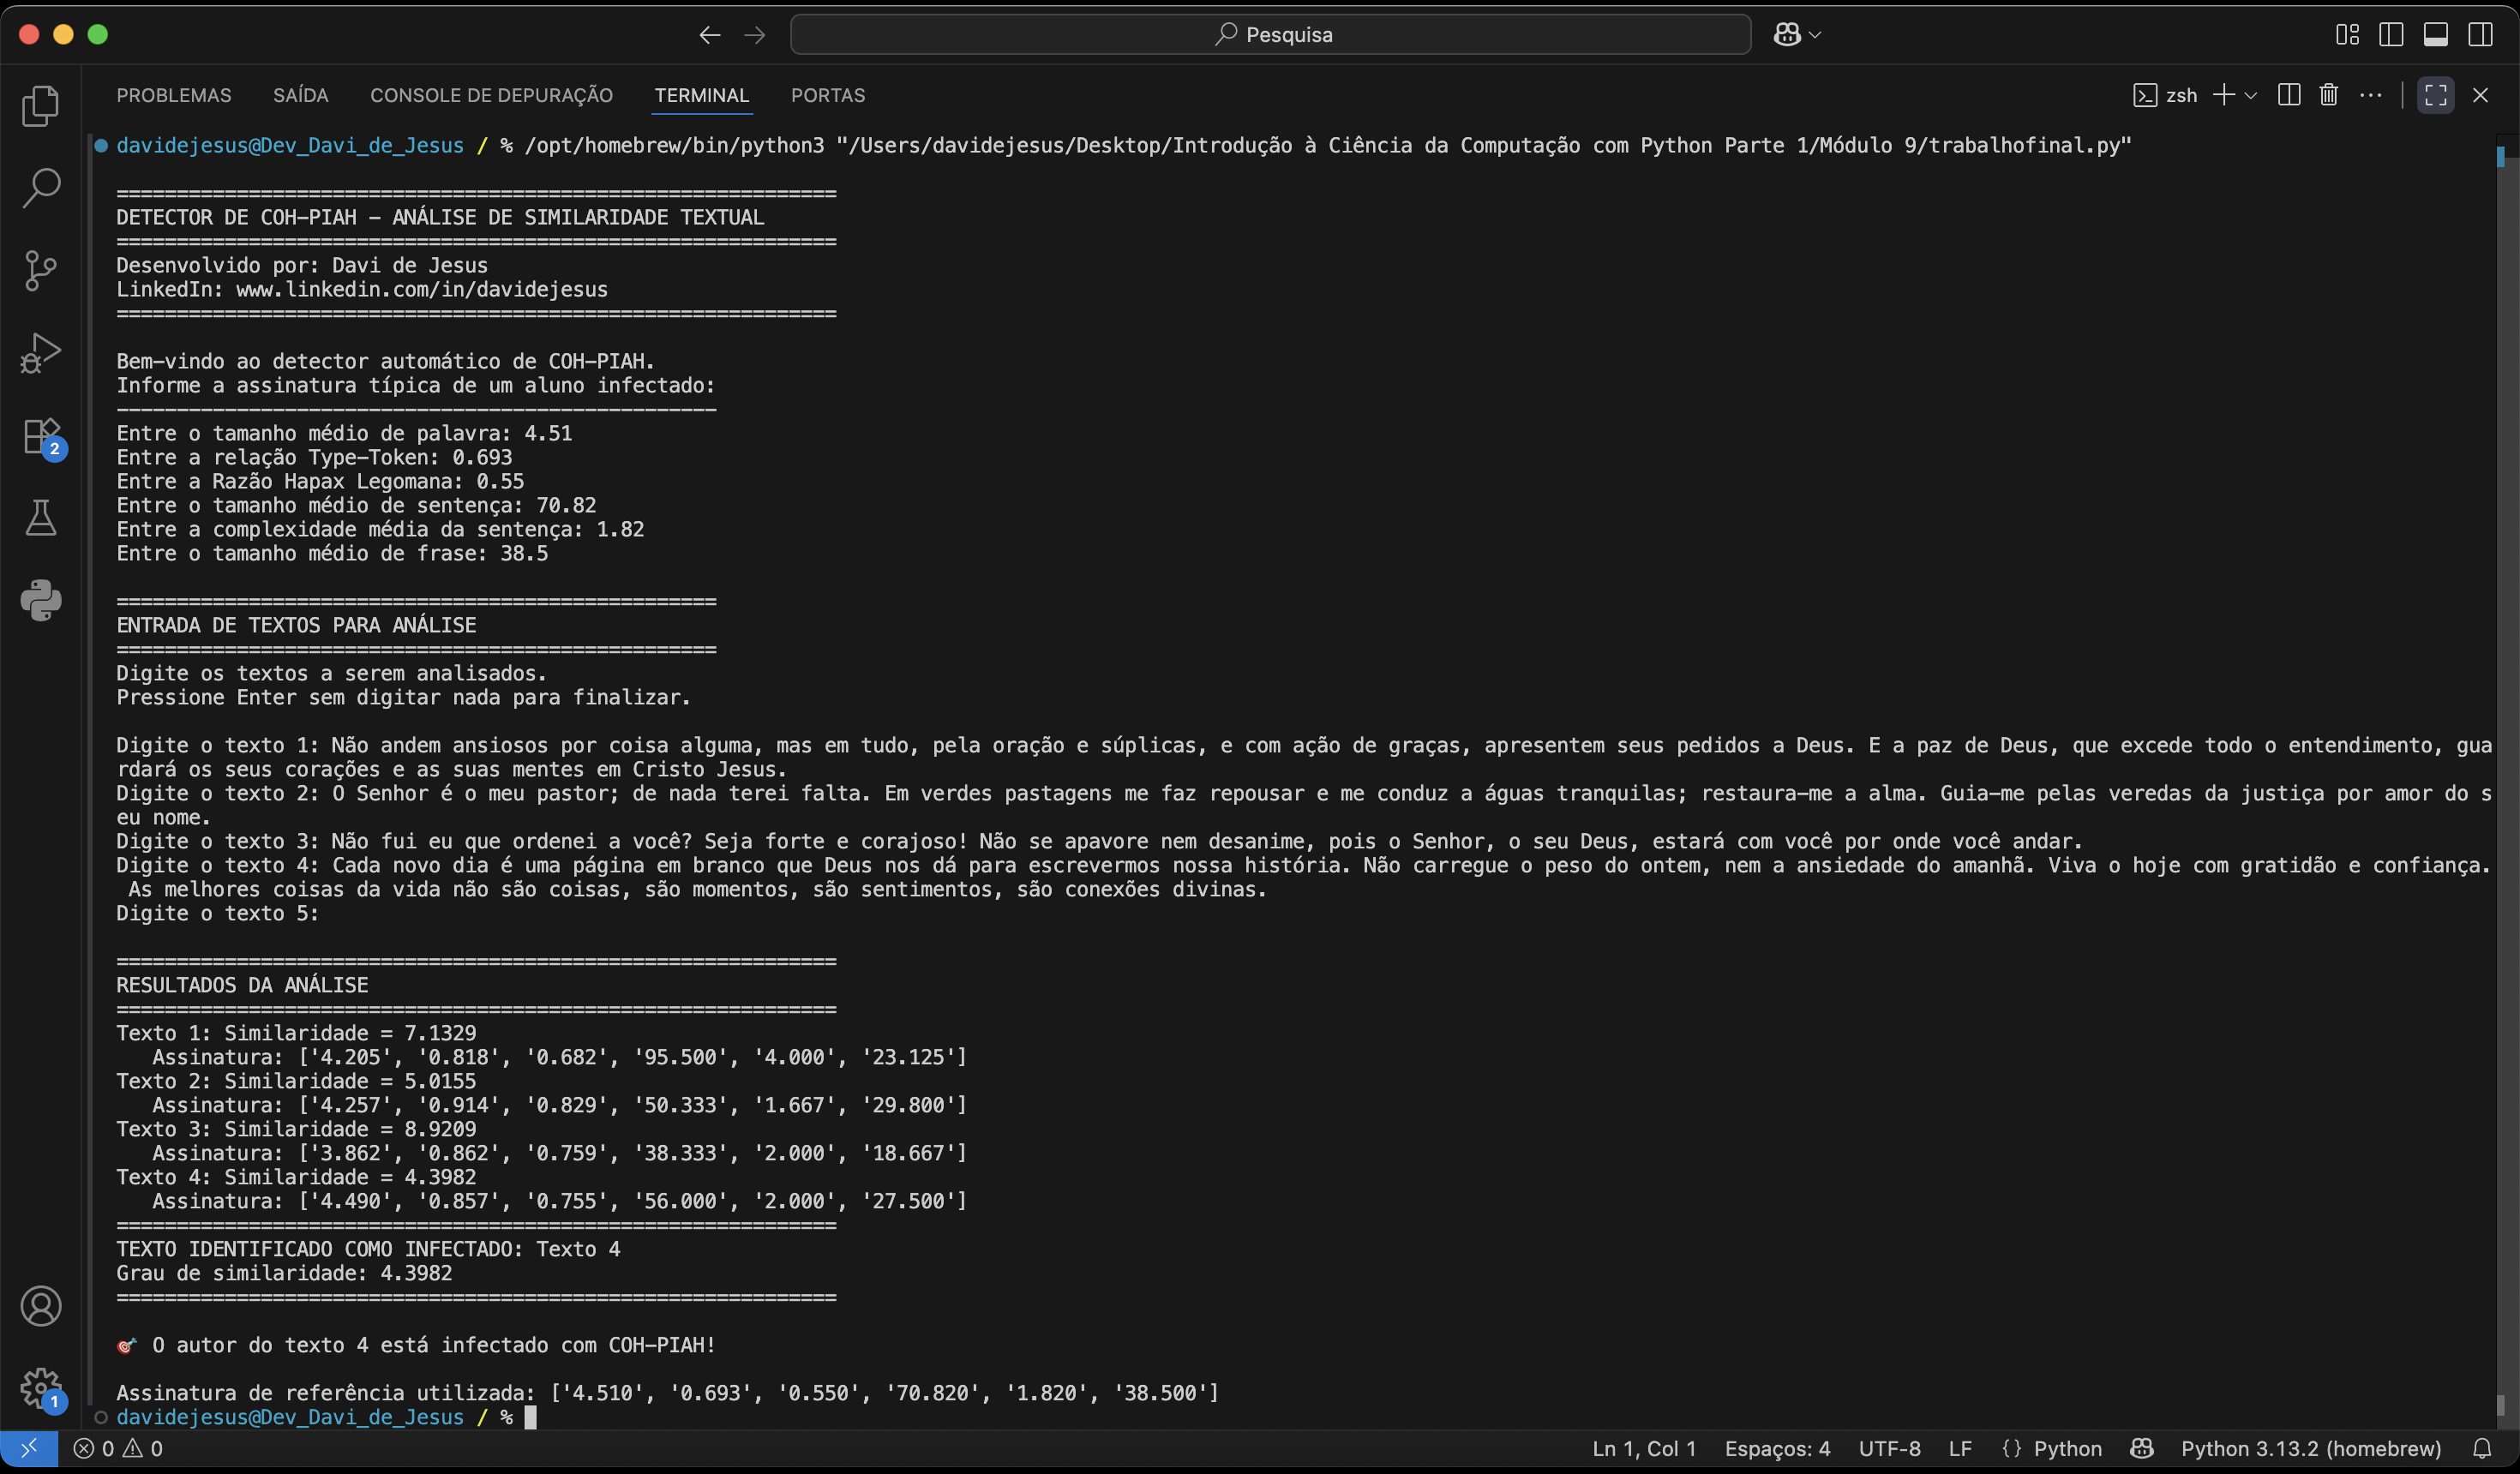 Pesquisa
PROBLEMAS SAÍDA CONSOLE DE DEPURAÇÃO TERMINAL PORTAS zsh
davidejesus@Dev_Davi_de_Jesus / % /opt/homebrew/bin/python3 "/Users/davidejesus/Desktop/Introdução à Ciência da Computação com Python Parte 1/Módulo 9/trabalhofinal.py"
============================================================
DETECTOR DE COH-PIAH - ANÁLISE DE SIMILARIDADE TEXTUAL
============================================================
Desenvolvido por: Davi de Jesus
LinkedIn: www.linkedin.com/in/davidejesus
============================================================
Bem-vindo ao detector automático de COH-PIAH.
Informe a assinatura típica de um aluno infectado:
--------------------------------------------------
Entre o tamanho médio de palavra: 4.51
Entre a relação Type-Token: 0.693
Entre a Razão Hapax Legomana: 0.55
Entre o tamanho médio de sentença: 70.82
Entre a complexidade média da sentença: 1.82
Entre o tamanho médio de frase: 38.5
==================================================
ENTRADA DE TEXTOS PARA ANÁLISE
==================================================
Digite os textos a serem analisados.
Pressione Enter sem digitar nada para finalizar.
Digite o texto 1: Não andem ansiosos por coisa alguma, mas em tudo, pela oração e súplicas, e com ação de graças, apresentem seus pedidos a Deus. E a paz de Deus, que excede todo o entendimento, gua
rdará os seus corações e as suas mentes em Cristo Jesus.
Digite o texto 2: O Senhor é o meu pastor; de nada terei falta. Em verdes pastagens me faz repousar e me conduz a águas tranquilas; restaura-me a alma. Guia-me pelas veredas da justiça por amor do s
eu nome.
Digite o texto 3: Não fui eu que ordenei a você? Seja forte e corajoso! Não se apavore nem desanime, pois o Senhor, o seu Deus, estará com você por onde você andar.
Digite o texto 4: Cada novo dia é uma página em branco que Deus nos dá para escrevermos nossa história. Não carregue o peso do ontem, nem a ansiedade do amanhã. Viva o hoje com gratidão e confiança.
As melhores coisas da vida não são coisas, são momentos, são sentimentos, são conexões divinas.
Digite o texto 5:
============================================================
RESULTADOS DA ANÁLISE
============================================================
Texto 1: Similaridade = 7.1329
Assinatura: ['4.205', '0.818', '0.682', '95.500', '4.000', '23.125']
Texto 2: Similaridade = 5.0155
Assinatura: ['4.257', '0.914', '0.829', '50.333', '1.667', '29.800']
Texto 3: Similaridade = 8.9209
Assinatura: ['3.862', '0.862', '0.759', '38.333', '2.000', '18.667']
Texto 4: Similaridade = 4.3982
Assinatura: ['4.490', '0.857', '0.755', '56.000', '2.000', '27.500']
============================================================
TEXTO IDENTIFICADO COMO INFECTADO: Texto 4
Grau de similaridade: 4.3982
============================================================
🎯 O autor do texto 4 está infectado com COH-PIAH!
Assinatura de referência utilizada: ['4.510', '0.693', '0.550', '70.820', '1.820', '38.500']
davidejesus@Dev_Davi_de_Jesus / %
2
1
0 0 Ln 1, Col 1 Espaços: 4 UTF-8 LF {} Python Python 3.13.2 (homebrew)